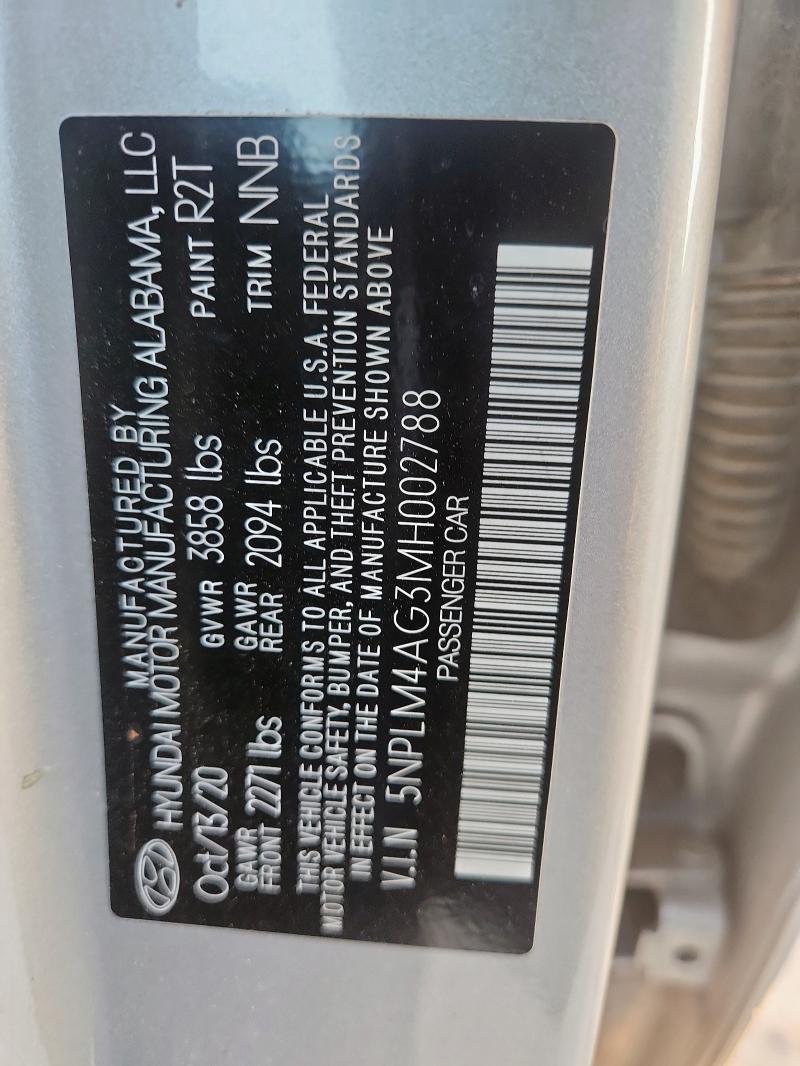 MANUFACTURED BY
HYUNDAI MOTOR MANUFACTURING ALABAMA, LLC
Oct/13/20 GVWR 3858 lbs PAINT R2T
GAWR FRONT 2271 lbs GAWR REAR 2094 lbs TRIM NNB
THIS VEHICLE CONFORMS TO ALL APPLICABLE U.S.A. FEDERAL
MOTOR VEHICLE SAFETY, BUMPER, AND THEFT PREVENTION STANDARDS
IN EFFECT ON THE DATE OF MANUFACTURE SHOWN ABOVE
V.I.N 5NPLM4AG3MH002788
PASSENGER CAR